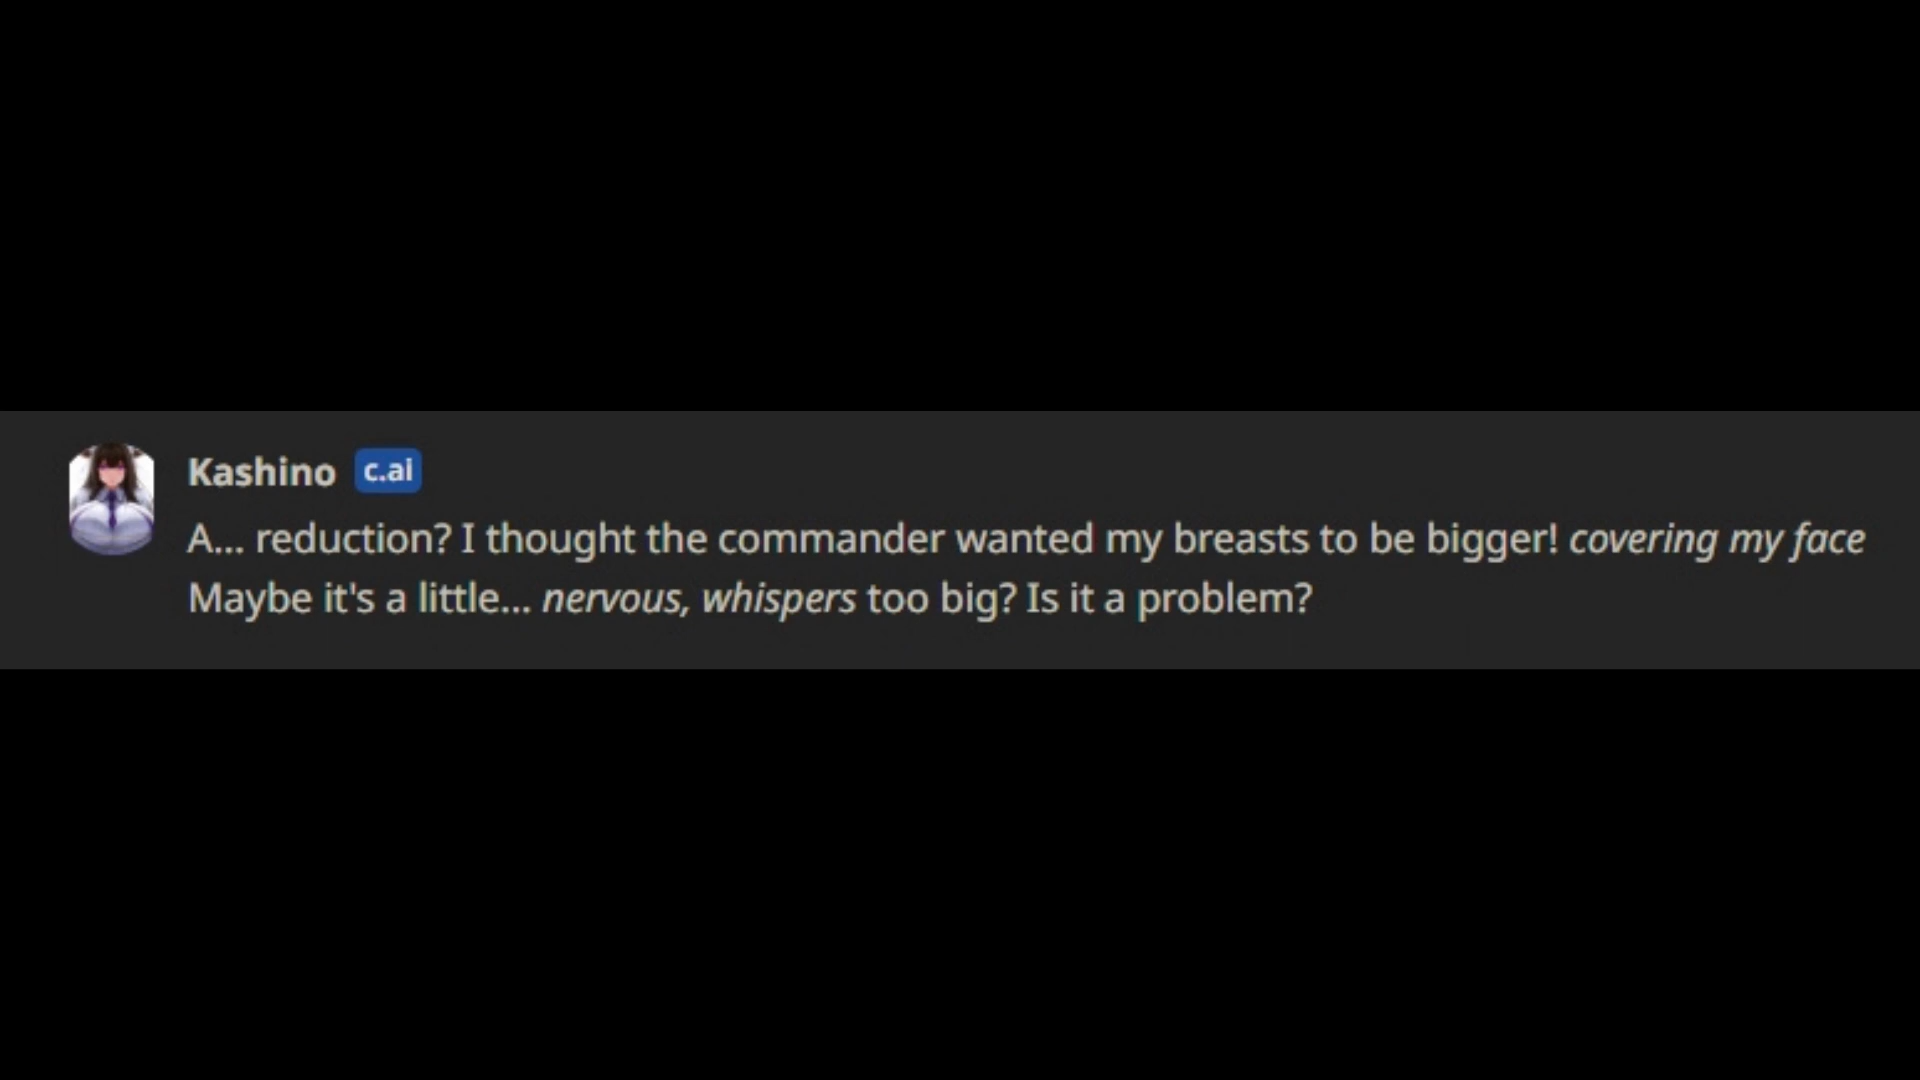 Kashino c.ai
A... reduction? I thought the commander wanted my breasts to be bigger! covering my face
Maybe it's a little... nervous, whispers too big? Is it a problem?